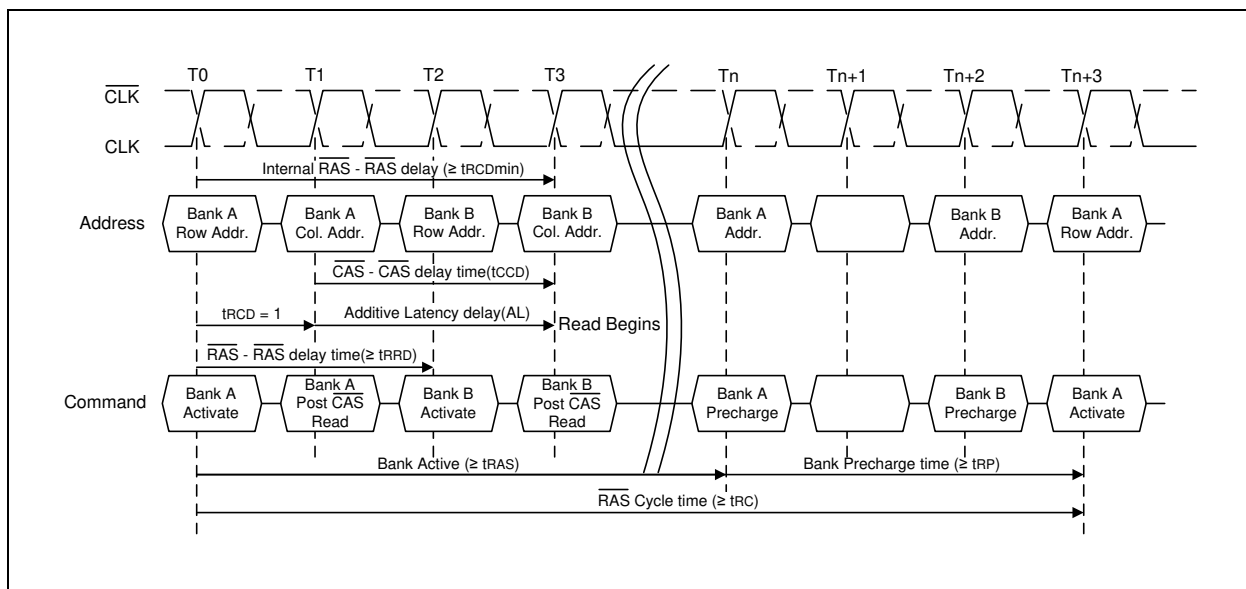 T0 T1 T2 T3 Tn Tn+1 Tn+2 Tn+3
CLK
CLK
Internal RAS - RAS delay (≥ tRCDmin)
Address
Bank A
Row Addr.
Bank A
Col. Addr.
Bank B
Row Addr.
Bank B
Col. Addr.
Bank A
Addr.
Bank B
Addr.
Bank A
Row Addr.
CAS - CAS delay time(tCCD)
tRCD = 1
Additive Latency delay(AL)
Read Begins
RAS - RAS delay time(≥ tRRD)
Command
Bank A
Activate
Bank A
Post CAS
Read
Bank B
Activate
Bank B
Post CAS
Read
Bank A
Precharge
Bank B
Precharge
Bank A
Activate
Bank Active (≥ tRAS)
Bank Precharge time (≥ tRP)
RAS Cycle time (≥ tRC)